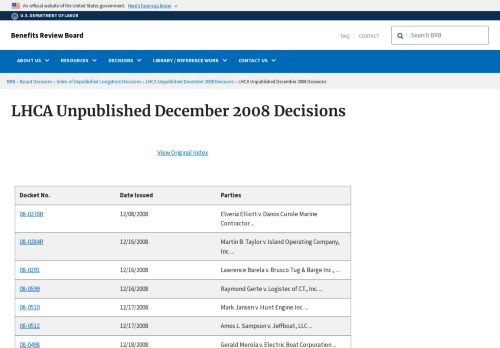 An official website of the United States government. Here's how you know
U.S. DEPARTMENT OF LABOR
Benefits Review Board
FAQ CONTACT
Search BRB
ABOUT US RESOURCES DECISIONS LIBRARY / REFERENCE WORK CONTACT US
BRB › Board Decisions › Index of Unpublished Longshore Decisions › LHCA Unpublished December 2008 Decisions › LHCA Unpublished December 2008 Decisions
LHCA Unpublished December 2008 Decisions
View Original Index
Docket No. Date Issued Parties
08-0270R 12/08/2008 Elveria Elliott v. Danos Curole Marine
Contractor ...
08-0284R 12/16/2008 Martin B. Taylor v. Island Operating Company,
Inc. ...
08-0291 12/16/2008 Lawrence Barela v. Brusco Tug & Barge Inc., ...
08-0599 12/16/2008 Raymond Gerte v. Logistec of CT., Inc. ...
08-0510 12/17/2008 Mark Jansen v. Hunt Engine Inc. ...
08-0512 12/17/2008 Amos L. Sampson v. Jeffboat, LLC ...
08-0498 12/18/2008 Gerald Merola v. Electric Boat Corporation ...